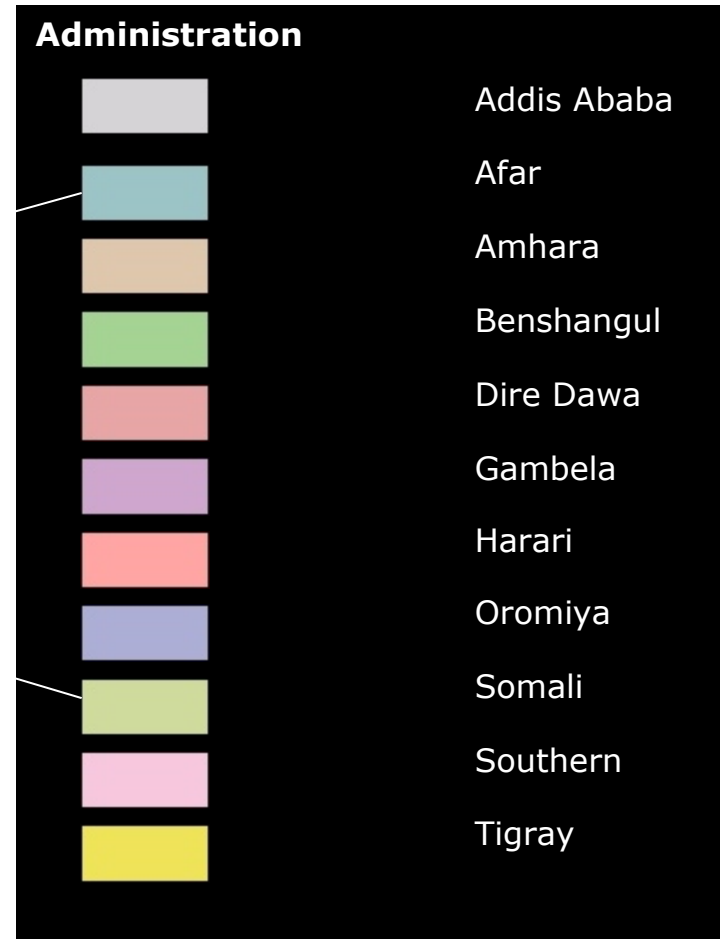 Administration
Addis Ababa
Afar
Amhara
Benshangul
Dire Dawa
Gambela
Harari
Oromiya
Somali
Southern
Tigray